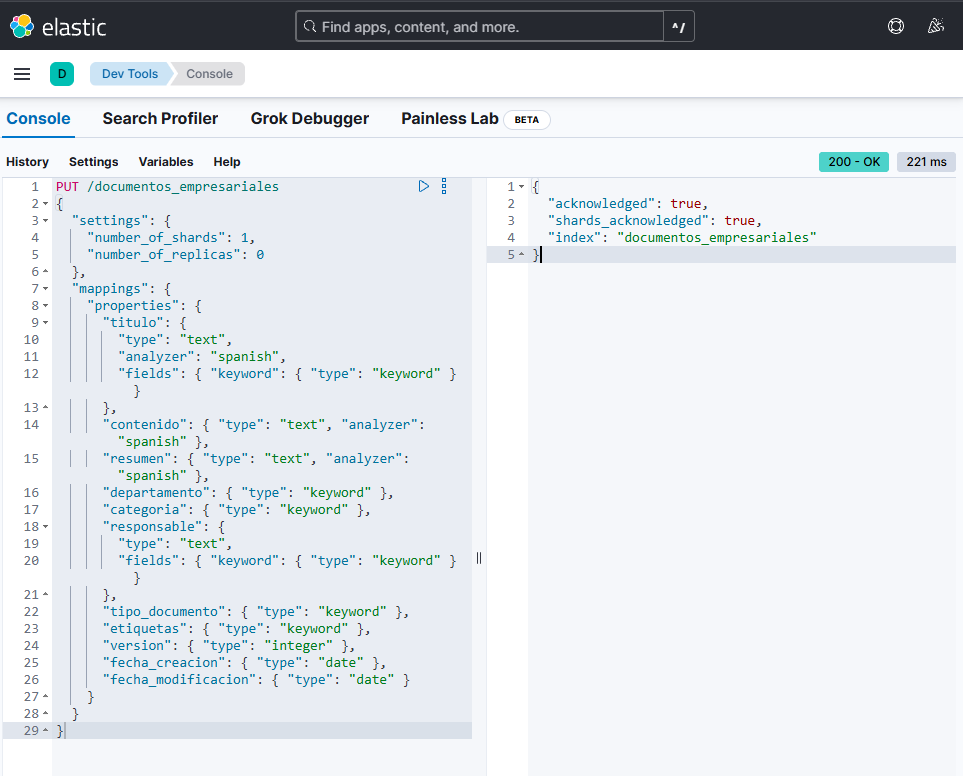 elastic
Find apps, content, and more.
^/
D
Dev Tools
Console
Console
Search Profiler
Grok Debugger
Painless Lab
BETA
History
Settings
Variables
Help
200 - OK
221 ms
1 PUT /documentos_empresariales
2 {
3 "settings": {
4 "number_of_shards": 1,
5 "number_of_replicas": 0
6 },
7 "mappings": {
8 "properties": {
9 "titulo": {
10 "type": "text",
11 "analyzer": "spanish",
12 "fields": { "keyword": { "type": "keyword" }
}
13 },
14 "contenido": { "type": "text", "analyzer":
"spanish" },
15 "resumen": { "type": "text", "analyzer":
"spanish" },
16 "departamento": { "type": "keyword" },
17 "categoria": { "type": "keyword" },
18 "responsable": {
19 "type": "text",
20 "fields": { "keyword": { "type": "keyword" }
}
21 },
22 "tipo_documento": { "type": "keyword" },
23 "etiquetas": { "type": "keyword" },
24 "version": { "type": "integer" },
25 "fecha_creacion": { "type": "date" },
26 "fecha_modificacion": { "type": "date" }
27 }
28 }
29 }
1 {
2 "acknowledged": true,
3 "shards_acknowledged": true,
4 "index": "documentos_empresariales"
5 }